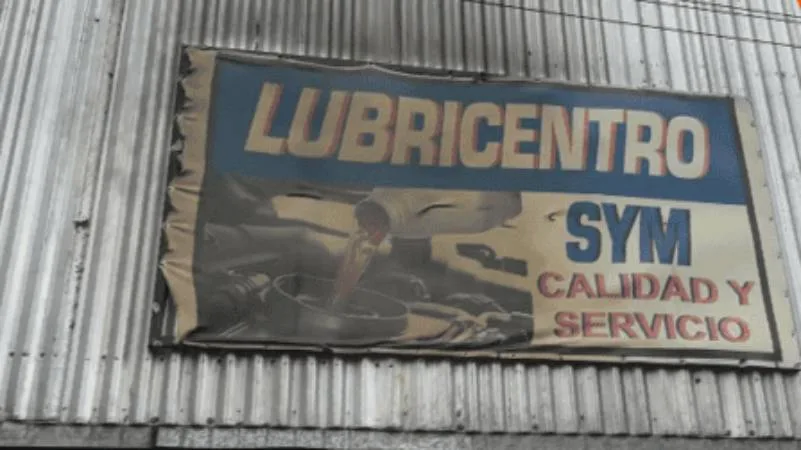 LUBRICENTRO
SYM
CALIDAD Y
SERVICIO